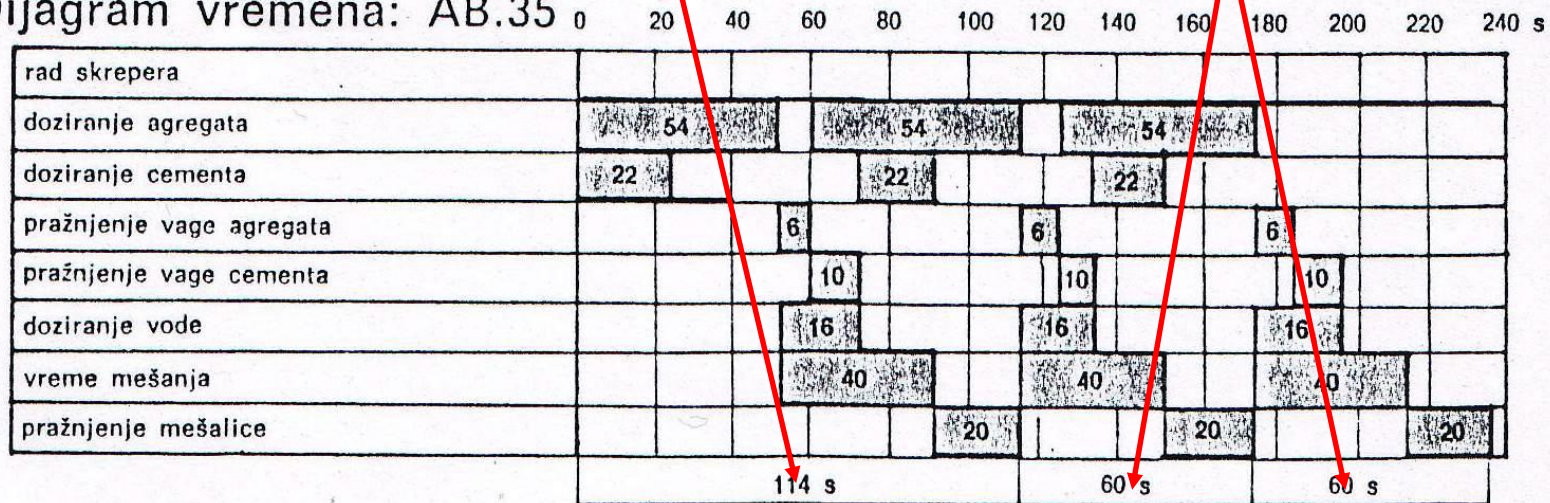 ijagram vremena: AB.35 0 20 40 60 80 100 120 140 160 180 200 220 240 s
rad skrepera
doziranje agregata 54 54 54
doziranje cementa 22 22 22
pražnjenje vage agregata 6 6 6
pražnjenje vage cementa 10 10 10
doziranje vode 16 16 16
vreme mešanja 40 40 40
pražnjenje mešalice 20 20 20
114 s 60 s 60 s